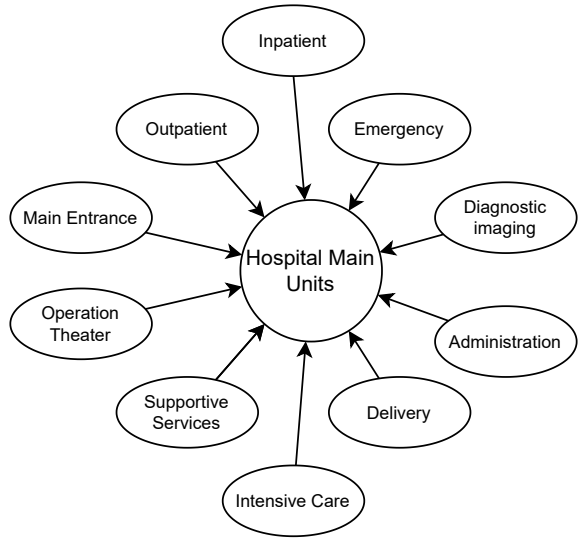 Inpatient
Outpatient
Emergency
Main Entrance
Diagnostic
imaging
Hospital Main
Units
Operation
Theater
Administration
Supportive
Services
Delivery
Intensive Care